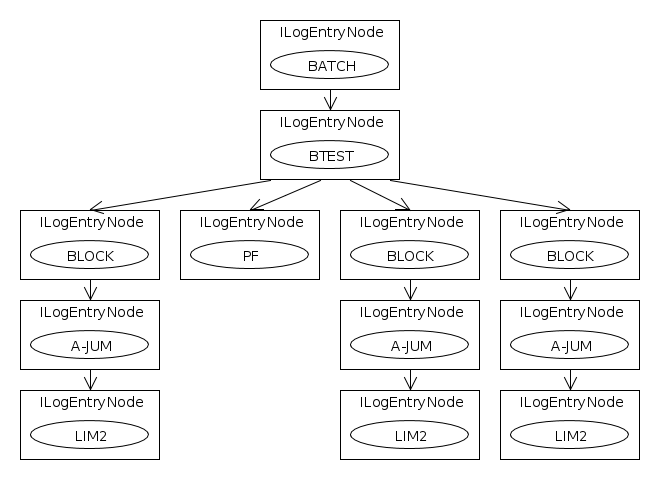 ILogEntryNode
BATCH
ILogEntryNode
BTEST
ILogEntryNode
BLOCK
ILogEntryNode
PF
ILogEntryNode
BLOCK
ILogEntryNode
BLOCK
ILogEntryNode
A-JUM
ILogEntryNode
A-JUM
ILogEntryNode
A-JUM
ILogEntryNode
LIM2
ILogEntryNode
LIM2
ILogEntryNode
LIM2